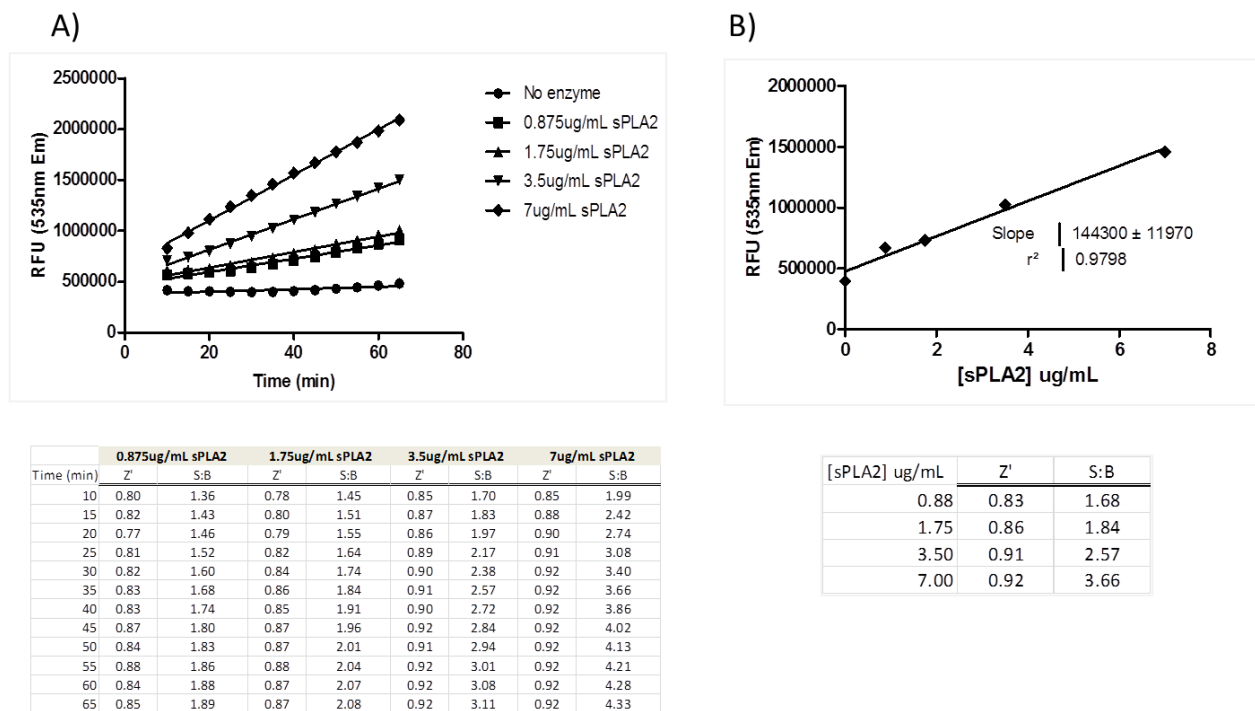 A)
B)
2500000
2000000
1500000
1000000
500000
0
RFU (535nm Em)
0 20 40 60 80
Time (min)
No enzyme
0.875ug/mL sPLA2
1.75ug/mL sPLA2
3.5ug/mL sPLA2
7ug/mL sPLA2
2000000
1500000
1000000
500000
0
RFU (535nm Em)
Slope 144300 ± 11970
r² 0.9798
0 2 4 6 8
[sPLA2] ug/mL
0.875ug/mL sPLA2 1.75ug/mL sPLA2 3.5ug/mL sPLA2 7ug/mL sPLA2
Time (min) Z' S:B Z' S:B Z' S:B Z' S:B
10 0.80 1.36 0.78 1.45 0.85 1.70 0.85 1.99
15 0.82 1.43 0.80 1.51 0.87 1.83 0.88 2.42
20 0.77 1.46 0.79 1.55 0.86 1.97 0.90 2.74
25 0.81 1.52 0.82 1.64 0.89 2.17 0.91 3.08
30 0.82 1.60 0.84 1.74 0.90 2.38 0.92 3.40
35 0.83 1.68 0.86 1.84 0.91 2.57 0.92 3.66
40 0.83 1.74 0.85 1.91 0.90 2.72 0.92 3.86
45 0.87 1.80 0.87 1.96 0.92 2.84 0.92 4.02
50 0.84 1.83 0.87 2.01 0.91 2.94 0.92 4.13
55 0.88 1.86 0.88 2.04 0.92 3.01 0.92 4.21
60 0.84 1.88 0.87 2.07 0.92 3.08 0.92 4.28
65 0.85 1.89 0.87 2.08 0.92 3.11 0.92 4.33
[sPLA2] ug/mL Z' S:B
0.88 0.83 1.68
1.75 0.86 1.84
3.50 0.91 2.57
7.00 0.92 3.66